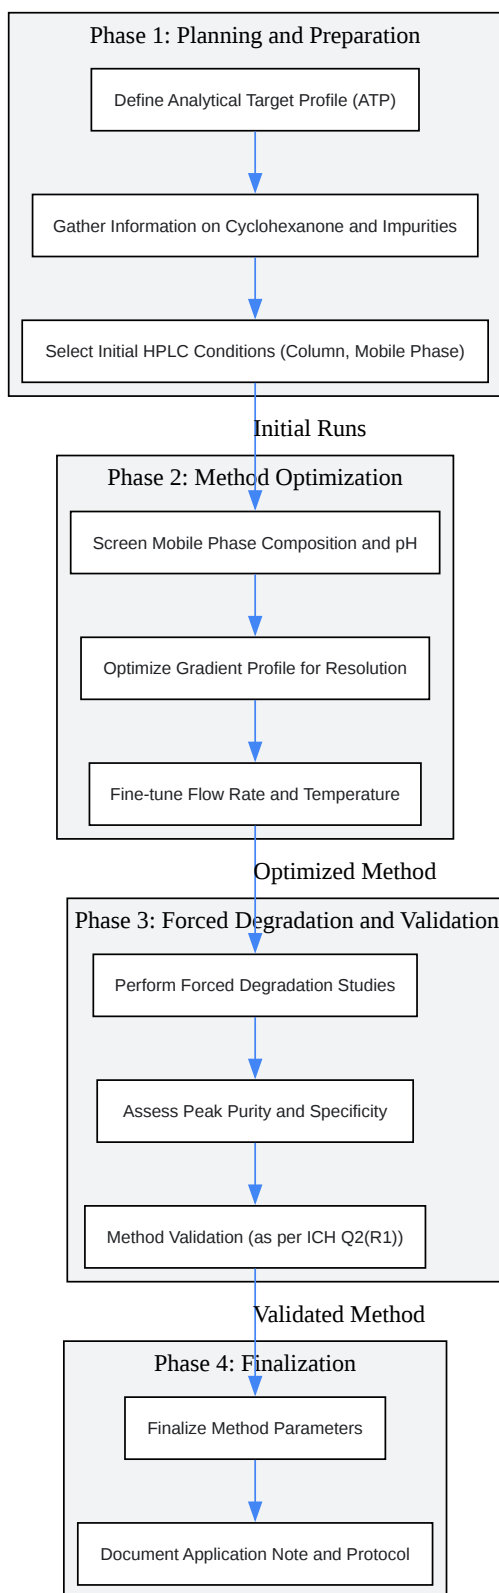 Phase 1: Planning and Preparation
Define Analytical Target Profile (ATP)
Gather Information on Cyclohexanone and Impurities
Select Initial HPLC Conditions (Column, Mobile Phase)
Initial Runs
Phase 2: Method Optimization
Screen Mobile Phase Composition and pH
Optimize Gradient Profile for Resolution
Fine-tune Flow Rate and Temperature
Optimized Method
Phase 3: Forced Degradation and Validation
Perform Forced Degradation Studies
Assess Peak Purity and Specificity
Method Validation (as per ICH Q2(R1))
Validated Method
Phase 4: Finalization
Finalize Method Parameters
Document Application Note and Protocol